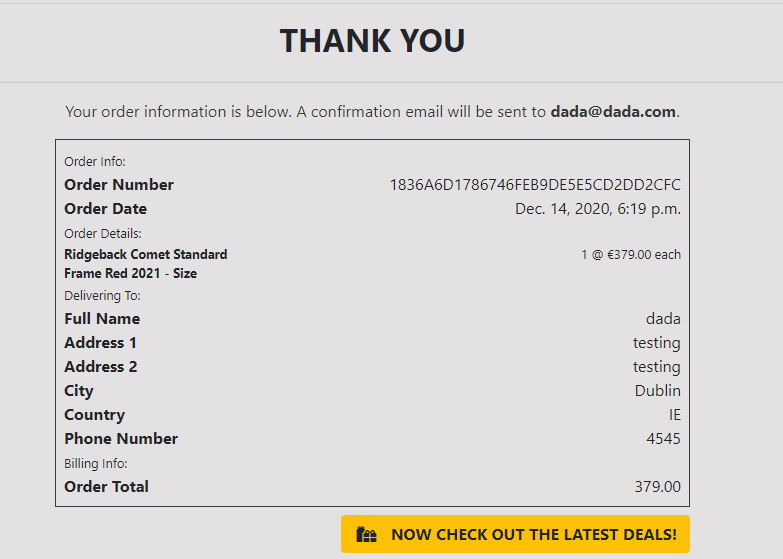 THANK YOU
Your order information is below. A confirmation email will be sent to dada@dada.com.
Order Info:
Order Number 1836A6D1786746FEB9DE5E5CD2DD2CFC
Order Date Dec. 14, 2020, 6:19 p.m.
Order Details:
Ridgeback Comet Standard 1 @ €379.00 each
Frame Red 2021 - Size
Delivering To:
Full Name dada
Address 1 testing
Address 2 testing
City Dublin
Country IE
Phone Number 4545
Billing Info:
Order Total 379.00
NOW CHECK OUT THE LATEST DEALS!